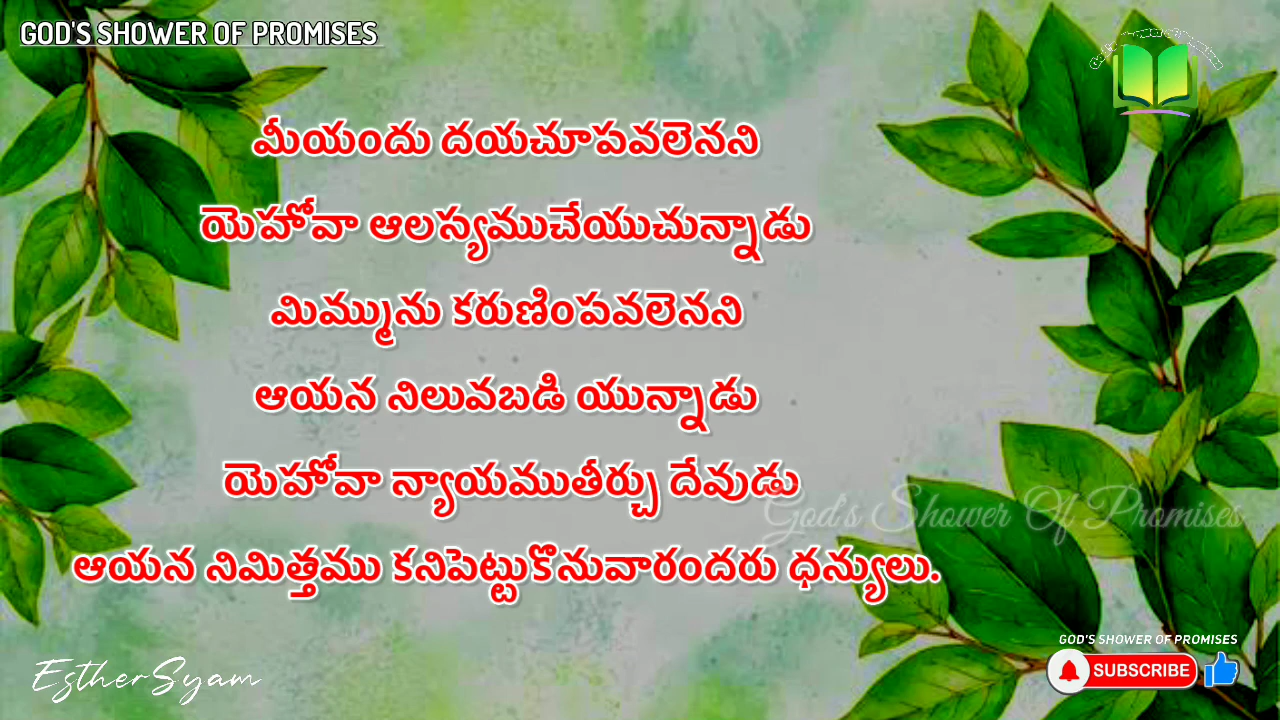 GOD'S SHOWER OF PROMISES
మీయందు దయచూపవలెనని
యెహోవా ఆలస్యముచేయుచున్నాడు
మిమ్మును కరుణింపవలెనని
ఆయన నిలువబడి యున్నాడు
యెహోవా న్యాయముతీర్చు దేవుడు
God's Shower Of Promises
ఆయన నిమిత్తము కనిపెట్టుకొనువారందరు ధన్యులు.
GOD'S SHOWER OF PROMISES
SUBSCRIBE
EstherSyam